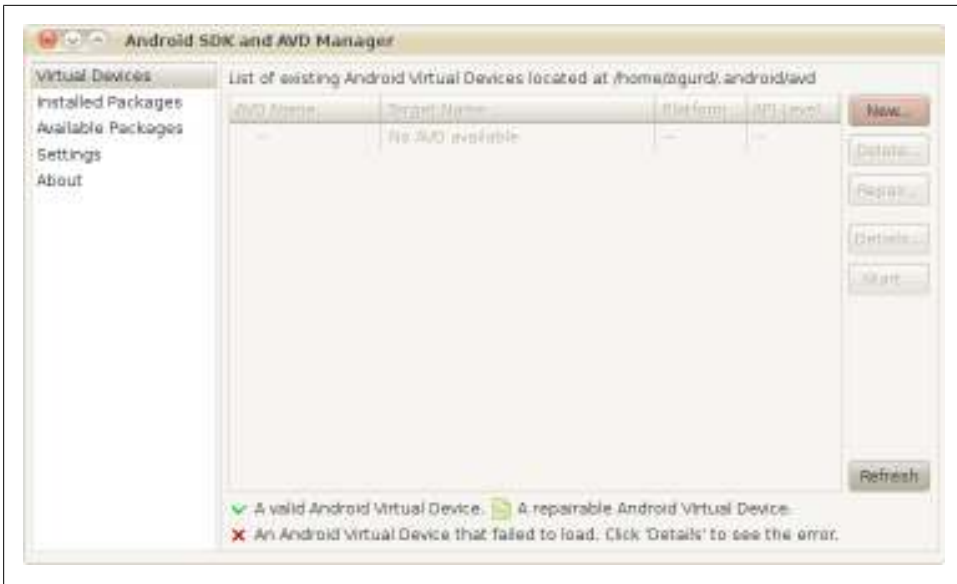 Android SDK and AVD Manager
Virtual Devices
Installed Packages
Available Packages
Settings
About
List of existing Android Virtual Devices located at /home/zigurd/.android/avd
AVD Name Target Name Platform API Level
-- No AVD available -- --
New...
Delete...
Repair...
Details...
Start...
Refresh
A valid Android Virtual Device. A repairable Android Virtual Device.
An Android Virtual Device that failed to load. Click 'Details' to see the error.